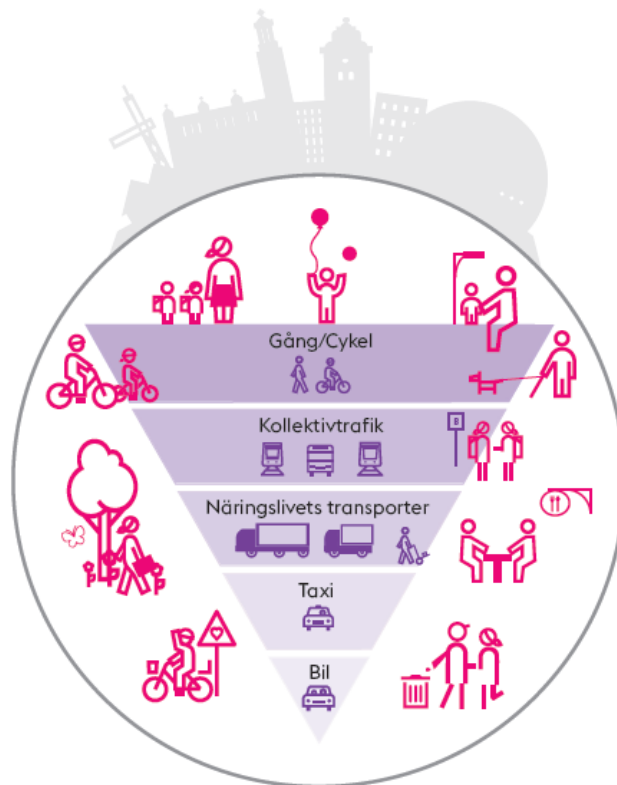 Gång/Cykel
Kollektivtrafik
B
Näringslivets transporter
Taxi
Bil